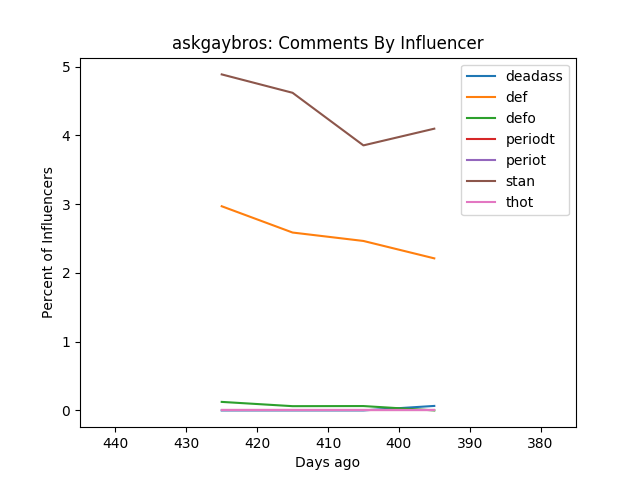 askgaybros: Comments By Influencer
Percent of Influencers
5
4
3
2
1
0
deadass
def
defo
periodt
periot
stan
thot
440 430 420 410 400 390 380
Days ago